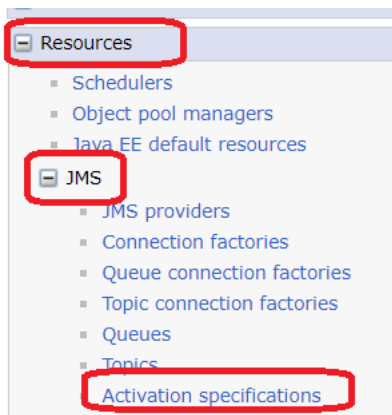 Resources
Schedulers
Object pool managers
Java EE default resources
JMS
JMS providers
Connection factories
Queue connection factories
Topic connection factories
Queues
Topics
Activation specifications